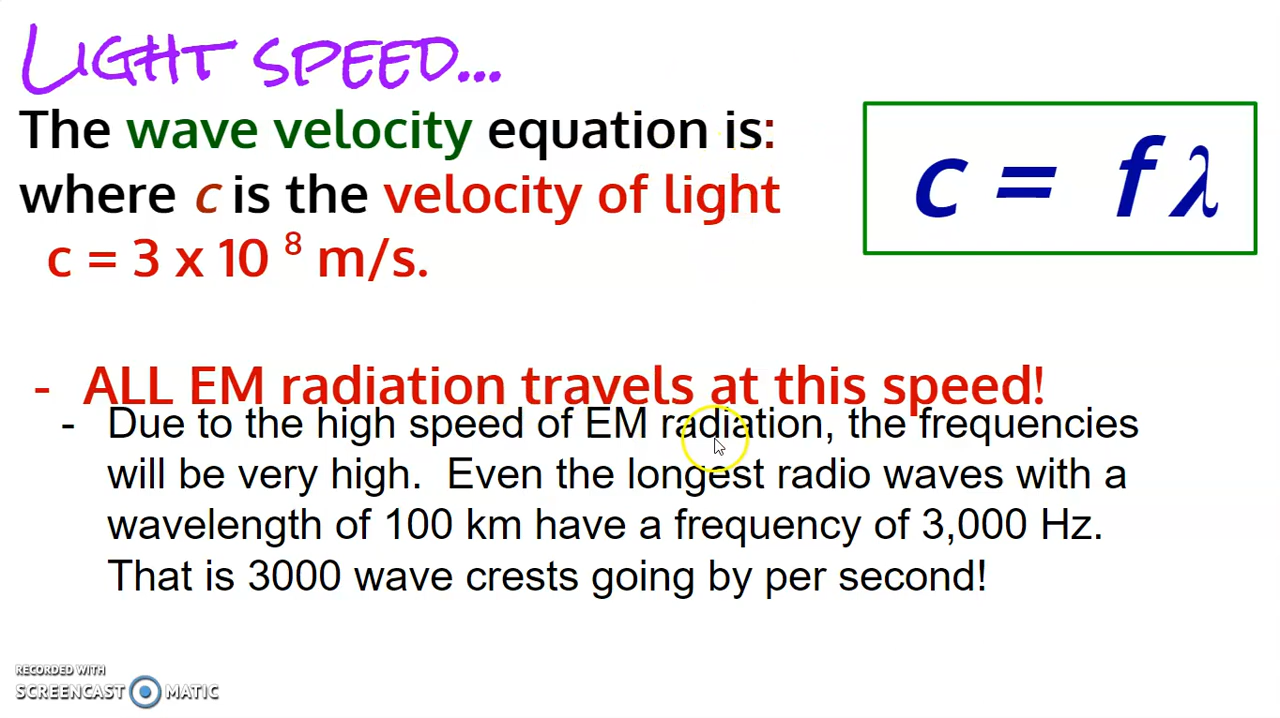 LIGHT SPEED...
The wave velocity equation is:
where c is the velocity of light
c = 3 x 10 ⁸ m/s.
c = f λ
- ALL EM radiation travels at this speed!
- Due to the high speed of EM radiation, the frequencies
will be very high. Even the longest radio waves with a
wavelength of 100 km have a frequency of 3,000 Hz.
That is 3000 wave crests going by per second!
RECORDED WITH
SCREENCAST MATIC